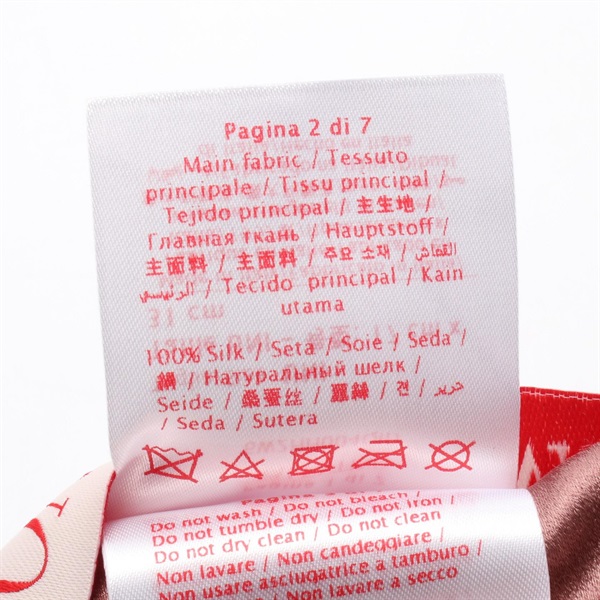 Pagina 2 di 7
Main fabric / Tessuto
principale / Tissu principal /
Tejido principal / 主生地 /
Главная ткань / Hauptstoff /
主面料 / 主面料 / 주요 소재 / القماش
الرئيسي / Tecido principal / Kain
utama
100% Silk / Seta / Soie / Seda /
絹 / Натуральный шелк /
Seide / 桑蚕丝 / 蠶絲 / 견 / حرير
/ Seda / Sutera
Do not wash / Do not bleach /
Do not tumble dry / Do not iron /
Do not dry clean / Do not clean
Non lavare / Non candeggiare /
Non usare asciugatrice a tamburo /
/ Non lavare a secco